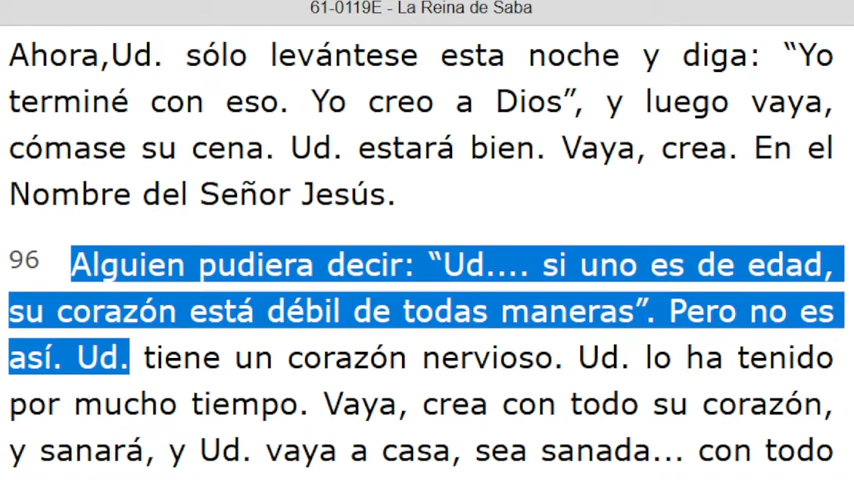 61-0119E - La Reina de Saba
Ahora,Ud. sólo levántese esta noche y diga: “Yo
terminé con eso. Yo creo a Dios”, y luego vaya,
cómase su cena. Ud. estará bien. Vaya, crea. En el
Nombre del Señor Jesús.
96 Alguien pudiera decir: “Ud.... si uno es de edad,
su corazón está débil de todas maneras”. Pero no es
así. Ud. tiene un corazón nervioso. Ud. lo ha tenido
por mucho tiempo. Vaya, crea con todo su corazón,
y sanará, y Ud. vaya a casa, sea sanada... con todo